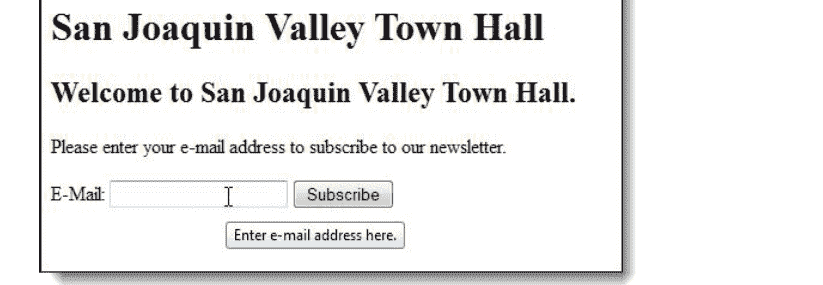 San Joaquin Valley Town Hall
Welcome to San Joaquin Valley Town Hall.
Please enter your e-mail address to subscribe to our newsletter.
E-Mail: Subscribe
Enter e-mail address here.